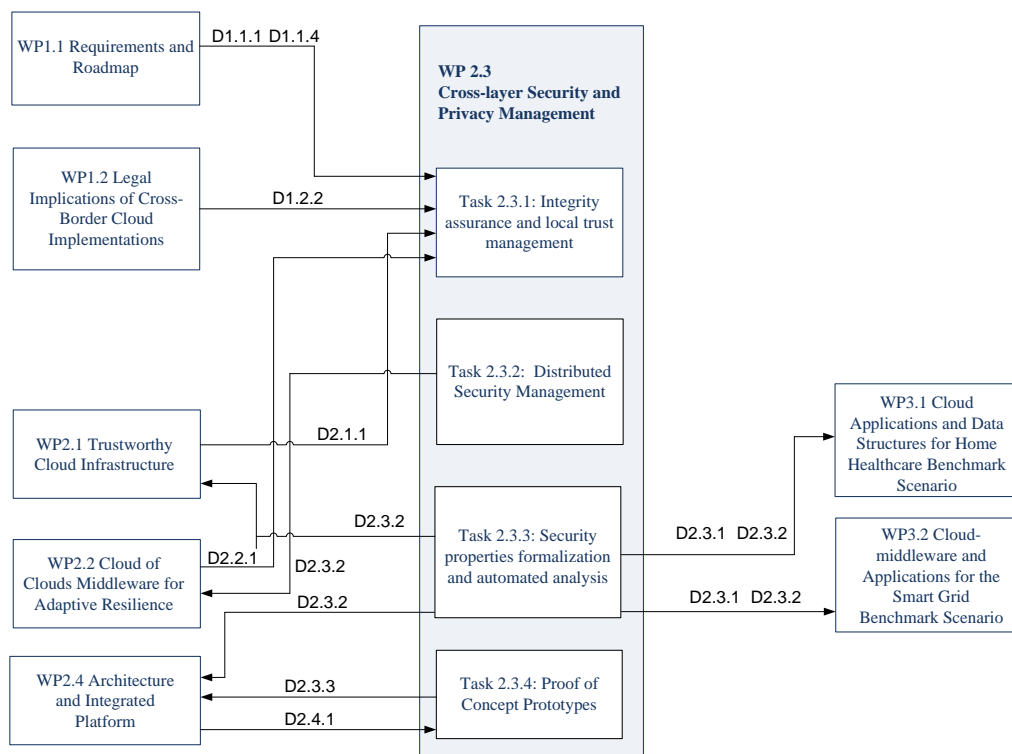 WP1.1 Requirements and
Roadmap
D1.1.1 D1.1.4
WP 2.3
Cross-layer Security and
Privacy Management
WP1.2 Legal
Implications of Cross-
Border Cloud
Implementations
D1.2.2
Task 2.3.1: Integrity
assurance and local trust
management
Task 2.3.2: Distributed
Security Management
WP2.1 Trustworthy
Cloud Infrastructure
D2.1.1
WP3.1 Cloud
Applications and Data
Structures for Home
Healthcare Benchmark
Scenario
D2.3.2
Task 2.3.3: Security
properties formalization
and automated analysis
D2.3.1 D2.3.2
WP2.2 Cloud of
Clouds Middleware for
Adaptive Resilience
D2.2.1
D2.3.2
D2.3.2
D2.3.1 D2.3.2
WP3.2 Cloud-
middleware and
Applications for the
Smart Grid
Benchmark Scenario
WP2.4 Architecture
and Integrated
Platform
D2.3.3
D2.4.1
Task 2.3.4: Proof of
Concept Prototypes